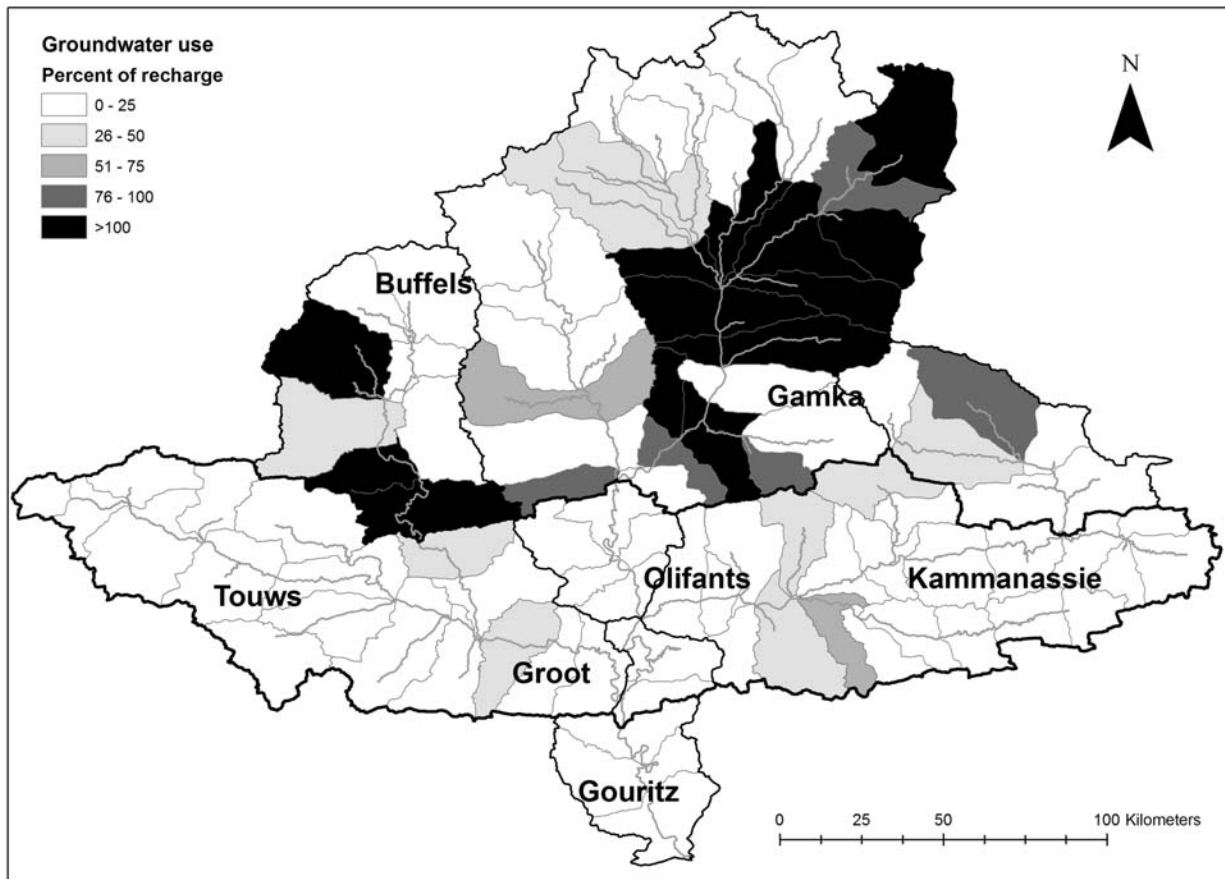 Groundwater use
Percent of recharge
0 - 25
26 - 50
51 - 75
76 - 100
>100
N
Buffels
Gamka
Touws
Olifants
Kammanassie
Groot
Gouritz
0 25 50 100 Kilometers